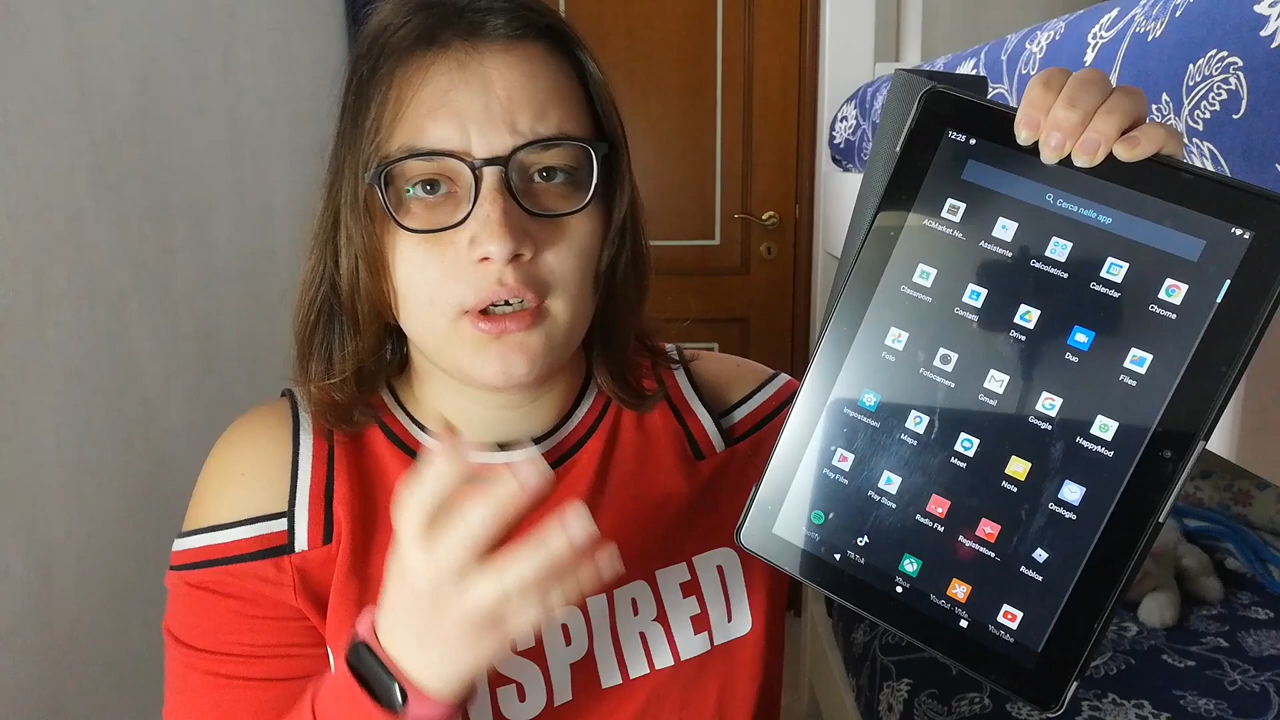 12:25
Cerca nelle app
ACMarket Ne...
Assistente
Calcolatrice
Calendar
Chrome
Classroom
Contatti
Drive
Duo
Files
Foto
Fotocamera
Gmail
Google
HappyMod
Impostazioni
Maps
Meet
Nota
Orologio
Play Film
Play Store
Radio FM
Registratore...
Roblox
Spotify
TikTok
Xbox
YouCut - Vide...
YouTube
NSPIRED